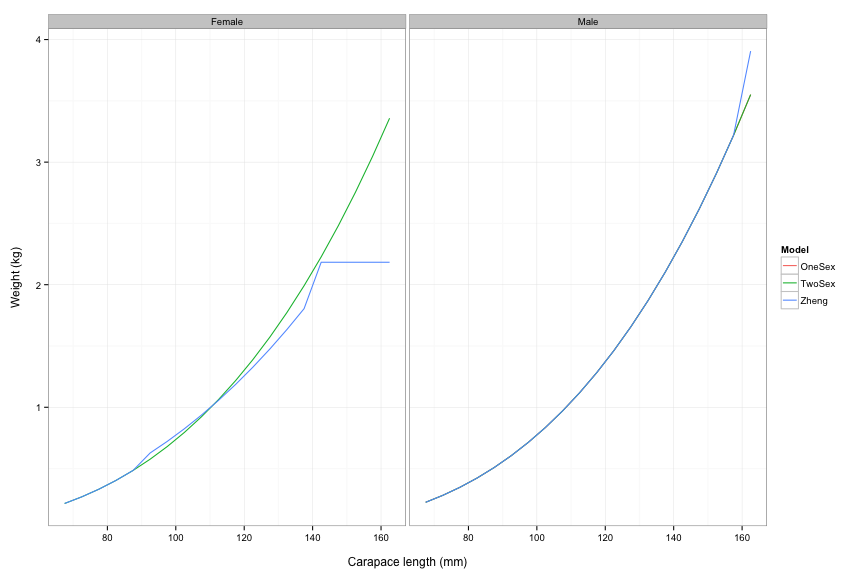 Female
Male
4
3
2
1
Weight (kg)
80
100
120
140
160
80
100
120
140
160
Carapace length (mm)
Model
OneSex
TwoSex
Zheng